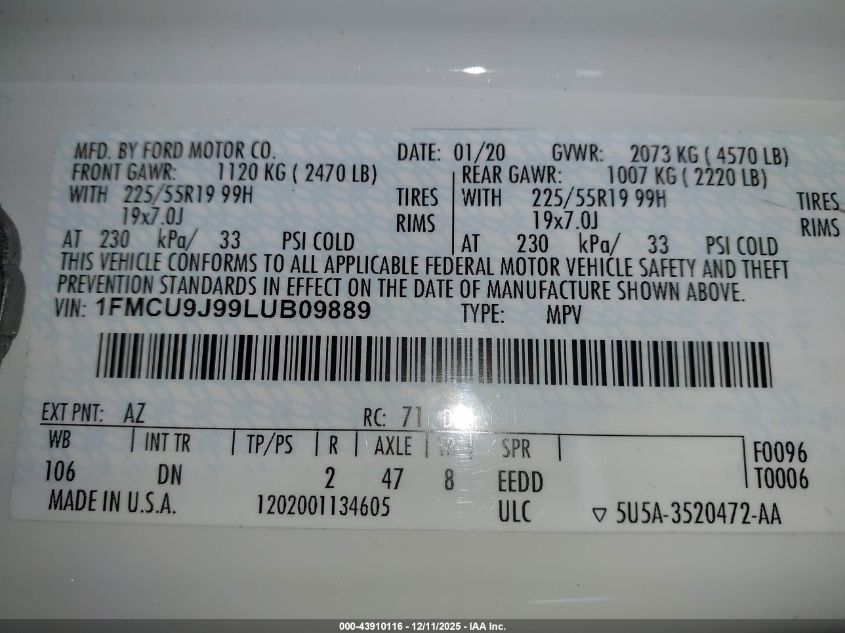 MFD. BY FORD MOTOR CO. DATE: 01/20 GVWR: 2073 KG ( 4570 LB)
FRONT GAWR: 1120 KG ( 2470 LB) REAR GAWR: 1007 KG ( 2220 LB)
WITH 225/55R19 99H TIRES WITH 225/55R19 99H TIRES
19x7.0J RIMS 19x7.0J RIMS
AT 230 kPa/ 33 PSI COLD AT 230 kPa/ 33 PSI COLD
THIS VEHICLE CONFORMS TO ALL APPLICABLE FEDERAL MOTOR VEHICLE SAFETY AND THEFT
PREVENTION STANDARDS IN EFFECT ON THE DATE OF MANUFACTURE SHOWN ABOVE.
VIN: 1FMCU9J99LUB09889 TYPE: MPV
EXT PNT: AZ RC: 71
WB INT TR TP/PS R AXLE TR SPR F0096
106 DN 2 47 8 EEDD T0006
MADE IN U.S.A. 1202001134605 ULC ▽ 5U5A-3520472-AA
000-43910116 - 12/11/2025 - IAA Inc.